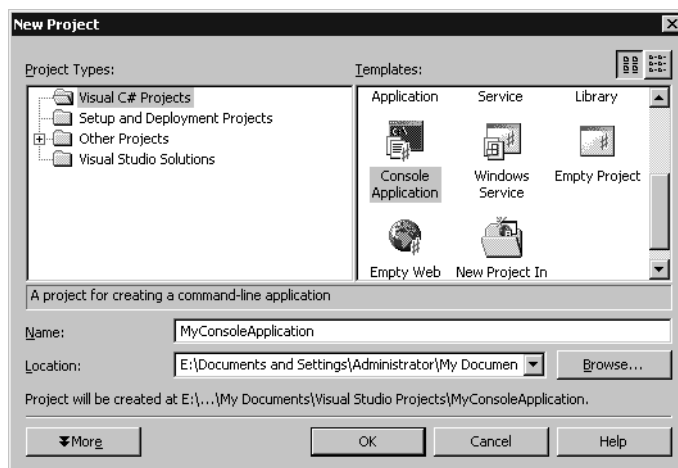 New Project
Project Types:
Templates:
Visual C# Projects
Setup and Deployment Projects
Other Projects
Visual Studio Solutions
Application
Service
Library
Console
Application
Windows
Service
Empty Project
Empty Web
New Project In
A project for creating a command-line application
Name:
MyConsoleApplication
Location:
E:\Documents and Settings\Administrator\My Documen
Browse...
Project will be created at E:\...\My Documents\Visual Studio Projects\MyConsoleApplication.
More
OK
Cancel
Help